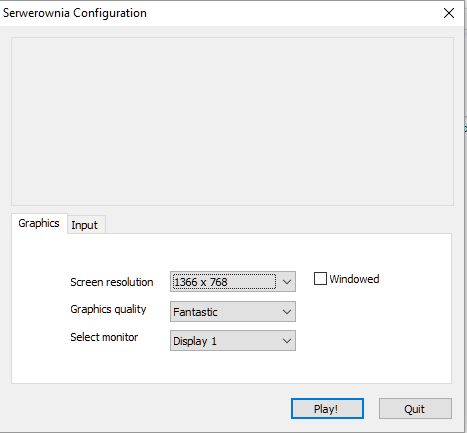 Serwerownia Configuration
Graphics
Input
Screen resolution
1366 x 768
Windowed
Graphics quality
Fantastic
Select monitor
Display 1
Play!
Quit